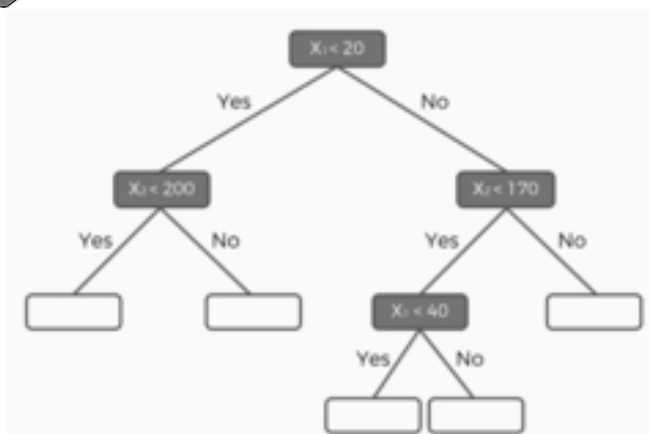 X₁ < 20
Yes
No
X₂ < 200
X₂ < 170
Yes
No
Yes
No
X₁ < 40
Yes
No